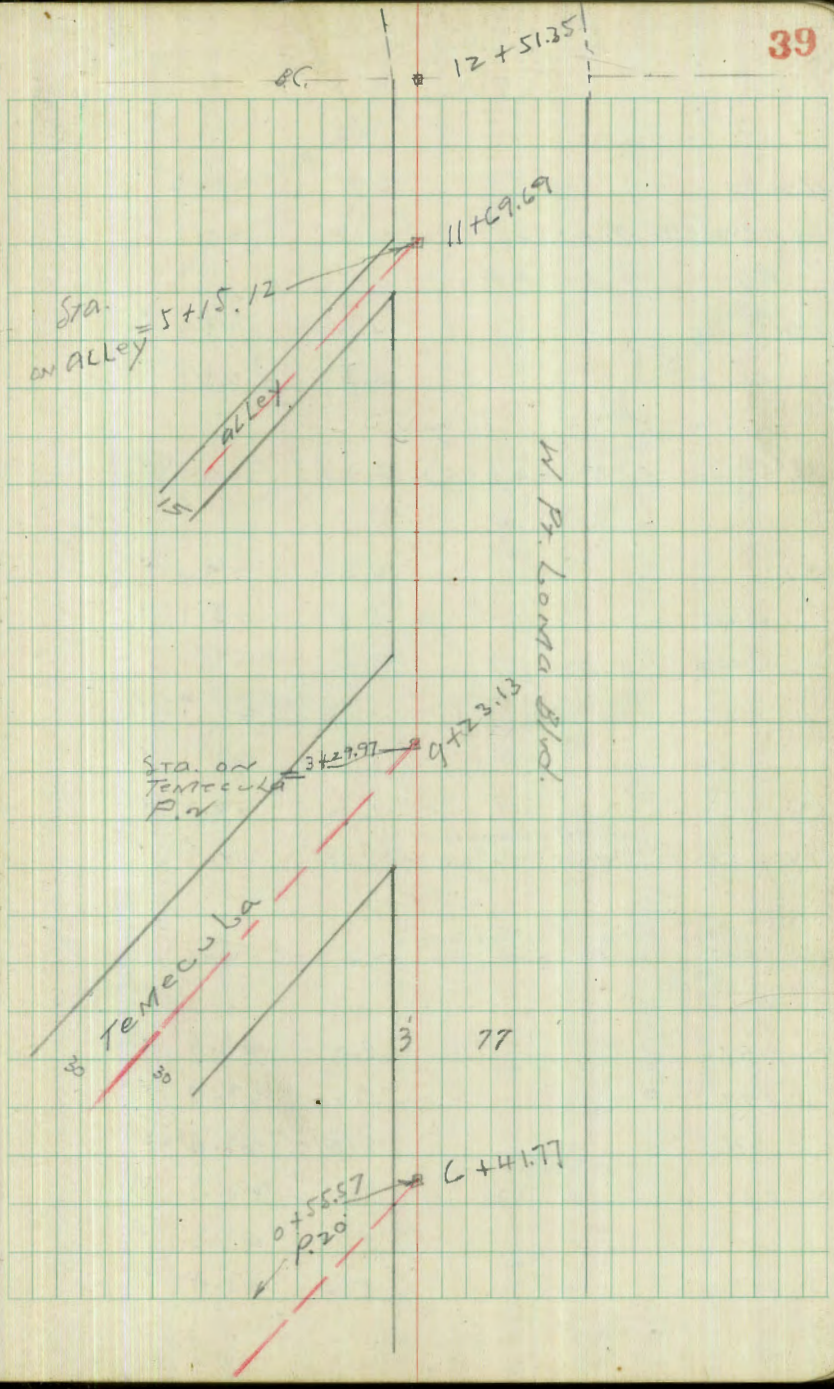 39
B.C.
12 + 51.35
11 + 69.69
Sta.
on alley = 5 + 15.12
alley
15
W. Pt. Loma Blvd.
9 + 23.13
3 + 29.97
Sta. on
Temecula =
Temecula
30
30
3'
77
6 + 41.77
0 + 55.57
P. 20